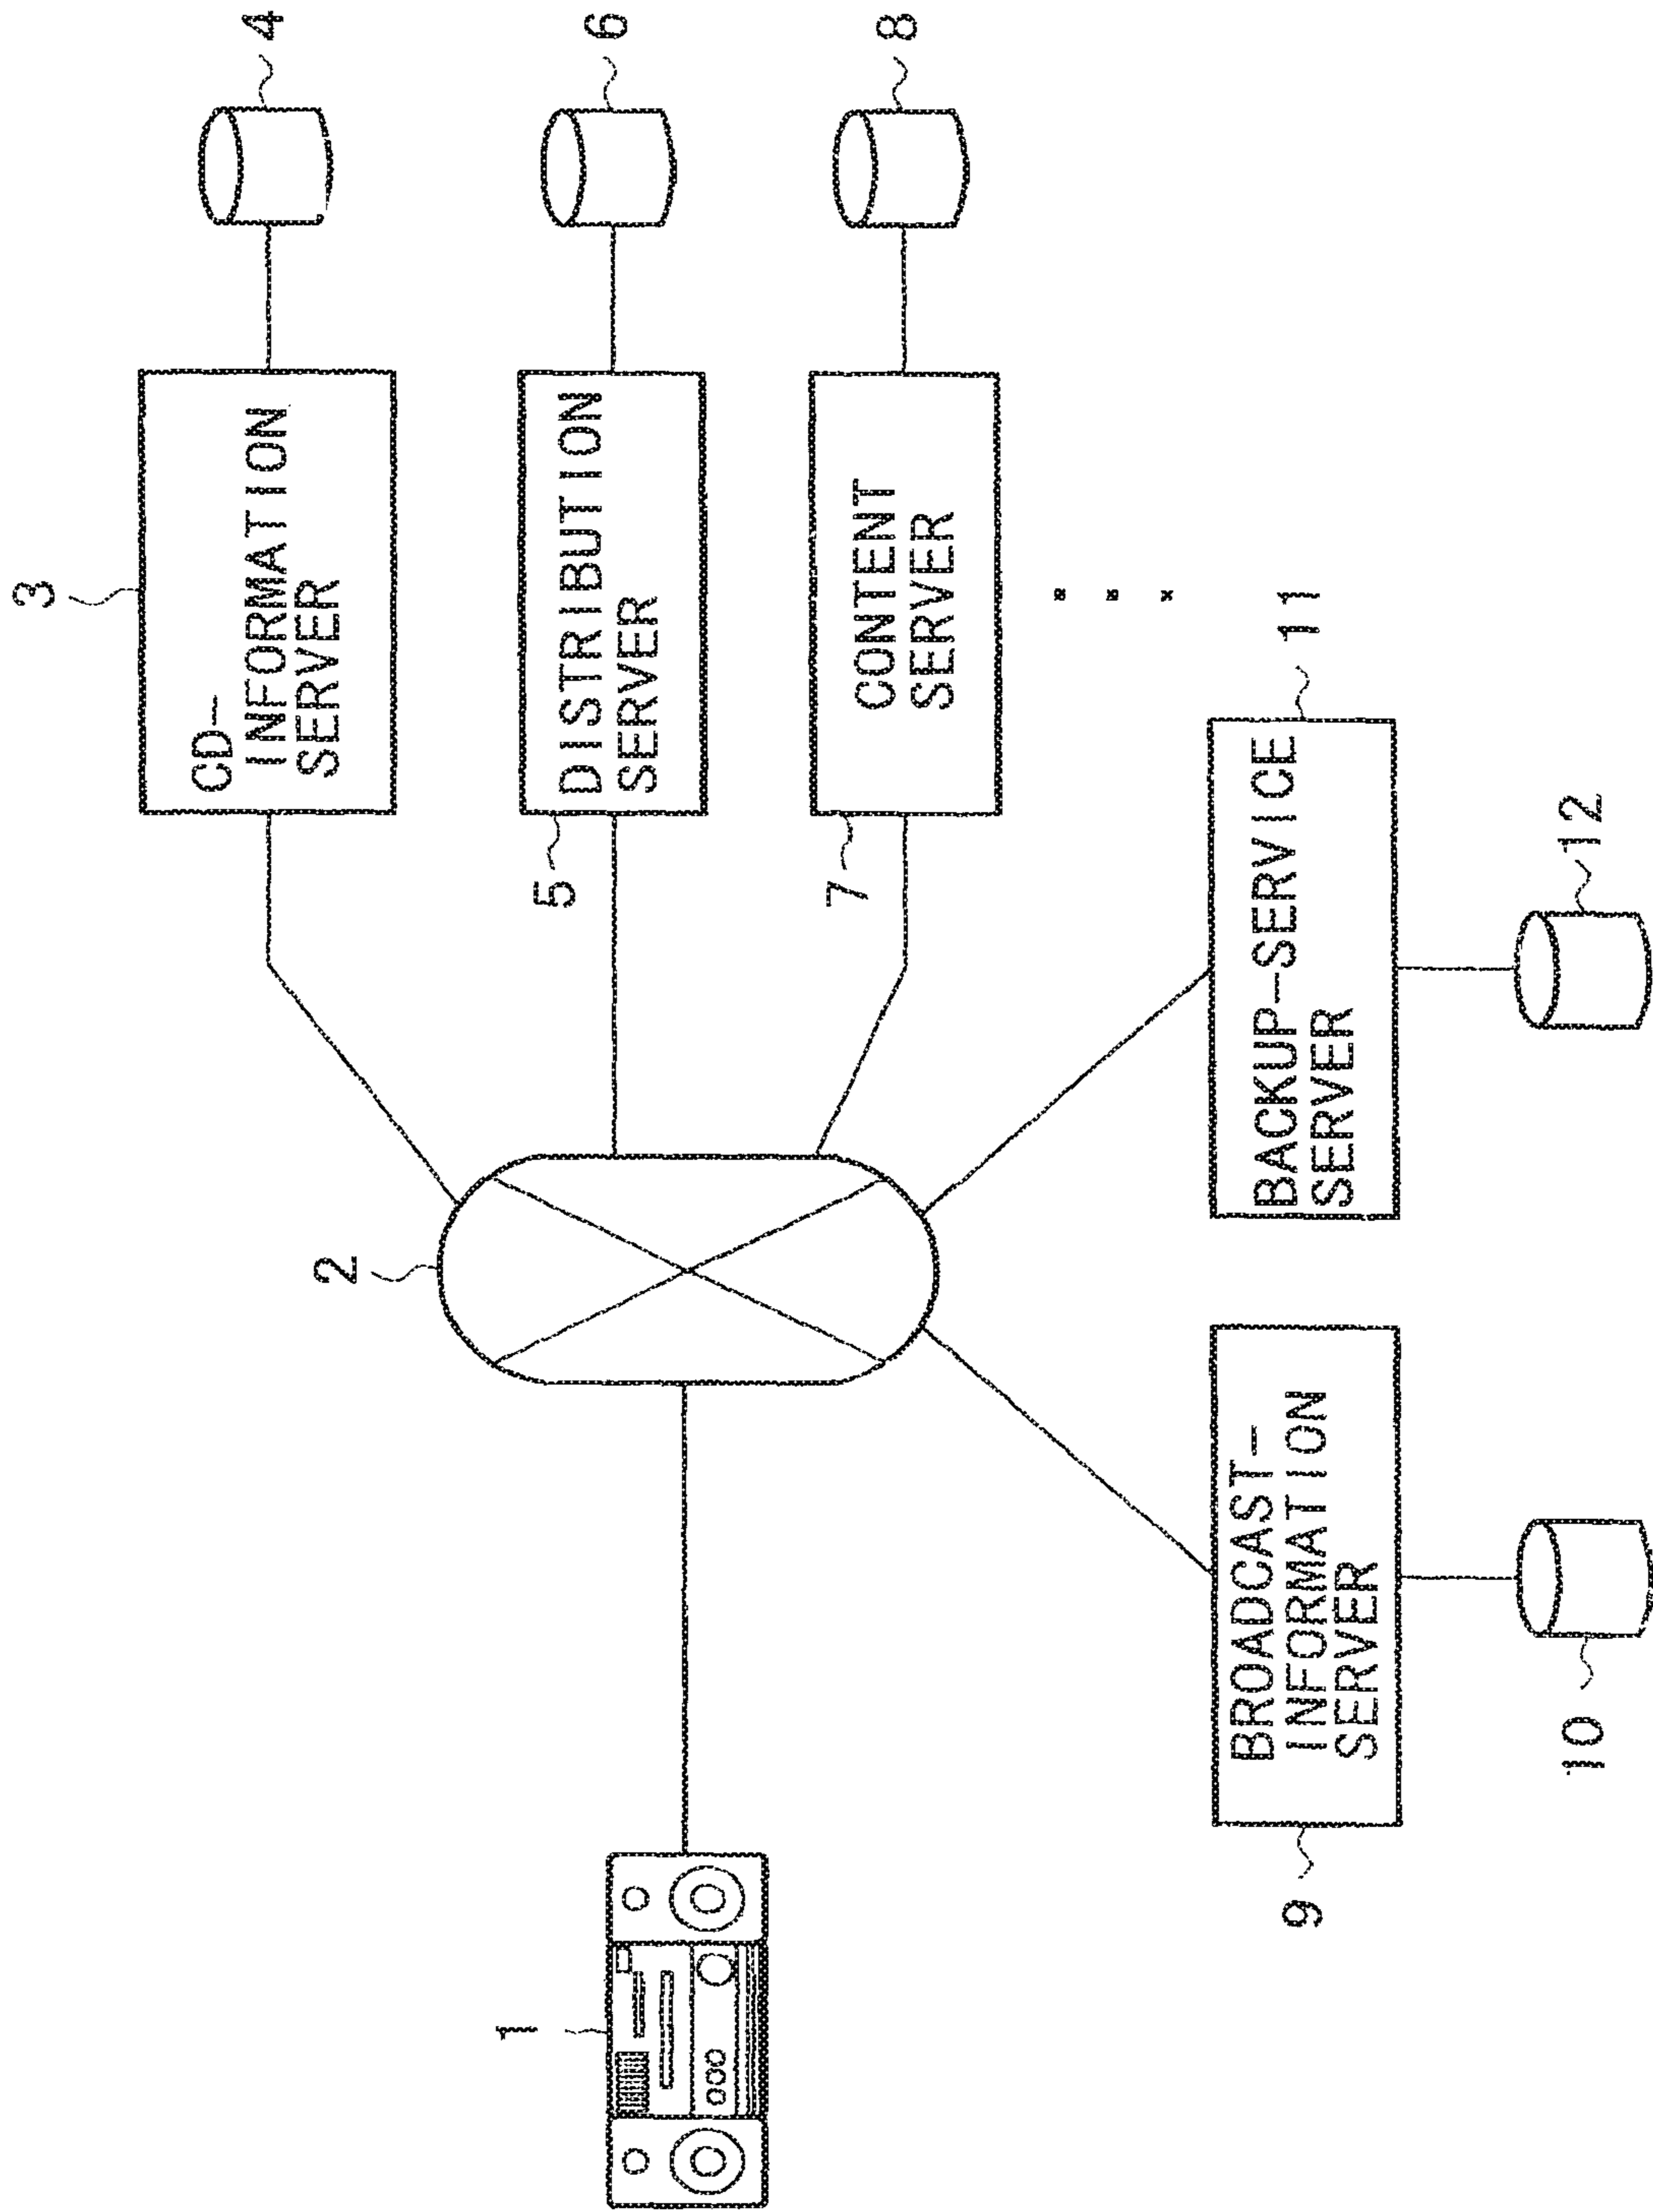 3
CD-
INFORMATION
SERVER
4
5
DISTRIBUTION
SERVER
6
7
CONTENT
SERVER
8
2
1
BROADCAST-
INFORMATION
SERVER
9
10
BACKUP-SERVICE
SERVER
11
12